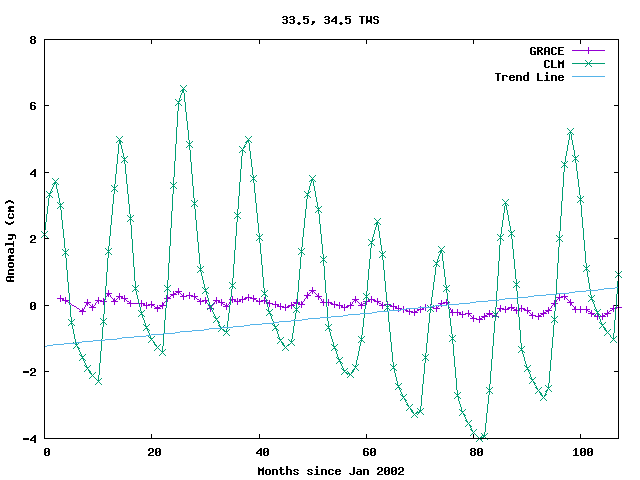 33.5, 34.5 TWS
GRACE
CLM
Trend Line
8
6
4
2
0
-2
-4
Anomaly (cm)
0 20 40 60 80 100
Months since Jan 2002